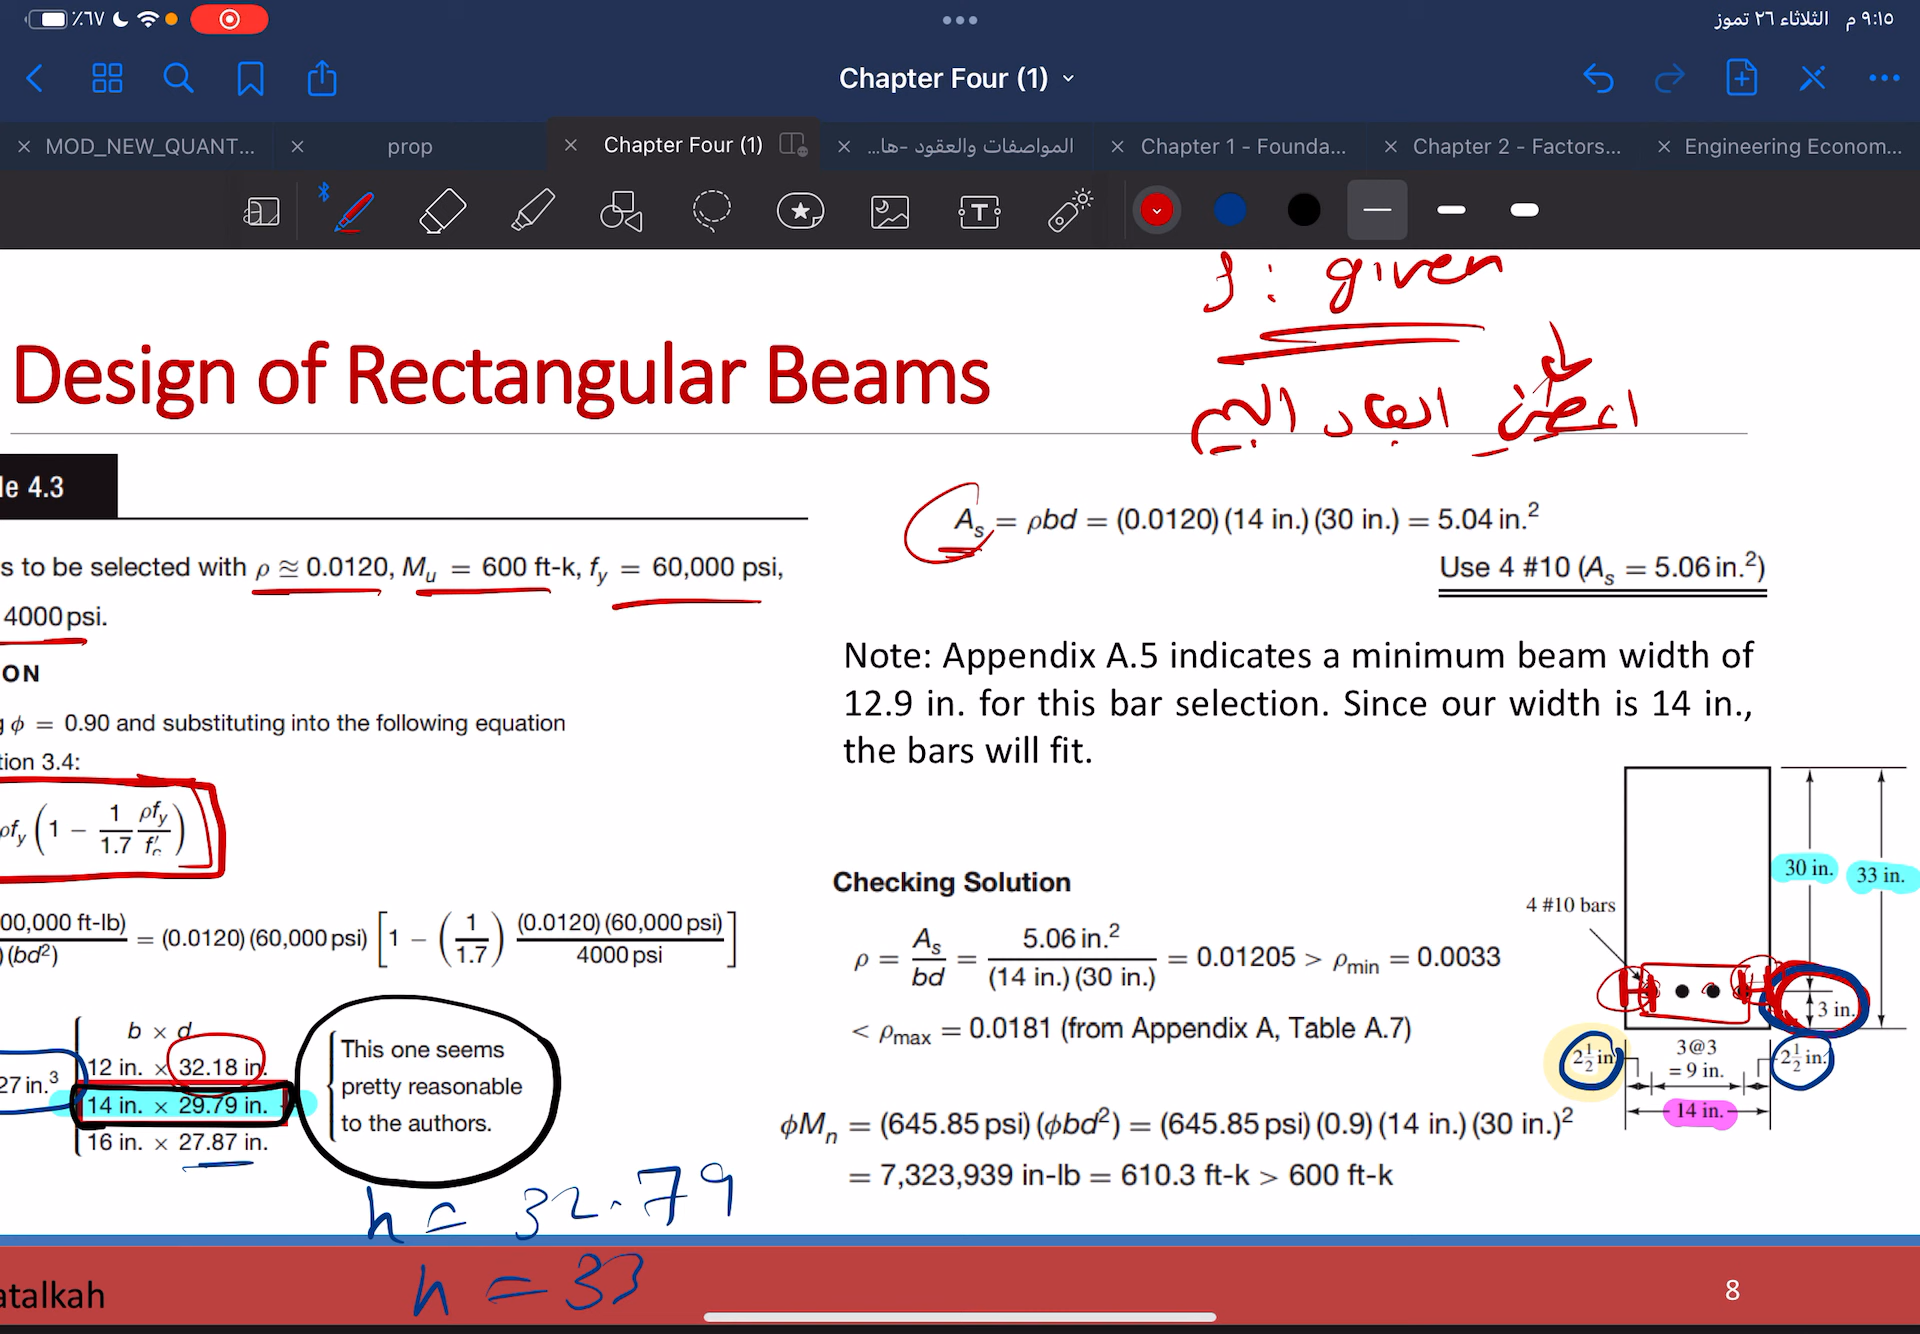 ٪٦٧
٩:١٥ م الثلاثاء ٢٦ تموز
Chapter Four (1)
MOD_NEW_QUANT...
prop
Chapter Four (1)
المواصفات والعقود -ها...
Chapter 1 - Founda...
Chapter 2 - Factors...
Engineering Econom...
: given
Design of Rectangular Beams
le 4.3
s to be selected with ρ ≅ 0.0120, Mu = 600 ft-k, fy = 60,000 psi,
4000 psi.
ON
g ϕ = 0.90 and substituting into the following equation
tion 3.4:
ρfy (1 − 1/1.7 ρfy/f′c)
00,000 ft-lb)/(bd²) = (0.0120)(60,000 psi) [1 − (1/1.7) (0.0120)(60,000 psi)/4000 psi]
b × d
12 in. × 32.18 in.
27 in.³
14 in. × 29.79 in.
16 in. × 27.87 in.
This one seems
pretty reasonable
to the authors.
h = 32.79
h = 33
As = ρbd = (0.0120)(14 in.)(30 in.) = 5.04 in.²
Use 4 #10 (As = 5.06 in.²)
Note: Appendix A.5 indicates a minimum beam width of
12.9 in. for this bar selection. Since our width is 14 in.,
the bars will fit.
Checking Solution
ρ = As/bd = 5.06 in.²/(14 in.)(30 in.) = 0.01205 > ρmin = 0.0033
< ρmax = 0.0181 (from Appendix A, Table A.7)
ϕMn = (645.85 psi)(ϕbd²) = (645.85 psi)(0.9)(14 in.)(30 in.)²
= 7,323,939 in-lb = 610.3 ft-k > 600 ft-k
30 in.
33 in.
4 #10 bars
3 in.
2½ in.
3@3
= 9 in.
2½ in.
14 in.
atalkah
8